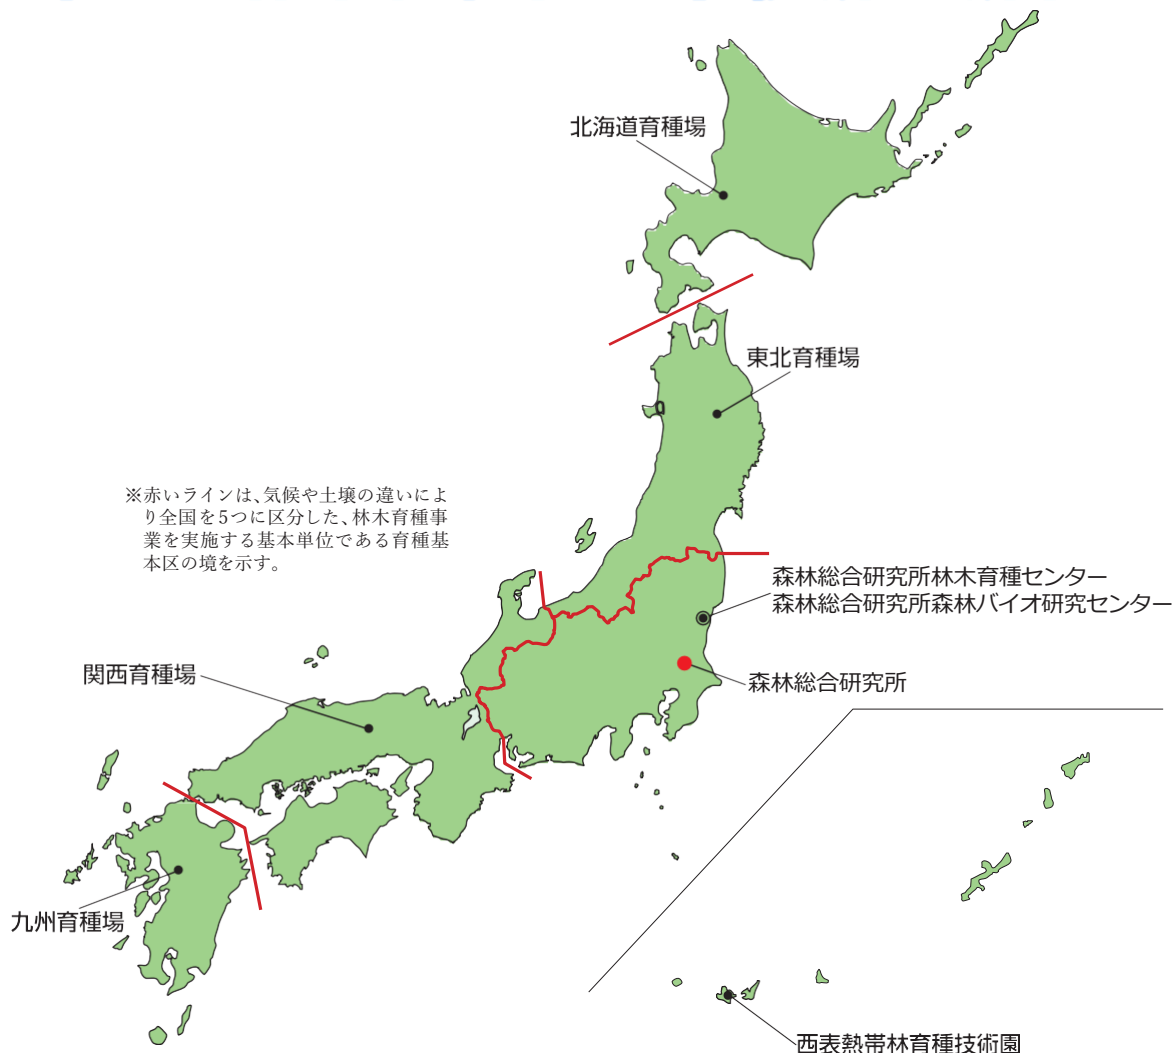 北海道育種場
東北育種場
※赤いラインは、気候や土壌の違いによ
り全国を5つに区分した、林木育種事
業を実施する基本単位である育種基
本区の境を示す。
森林総合研究所林木育種センター
森林総合研究所森林バイオ研究センター
関西育種場
森林総合研究所
九州育種場
西表熱帯林育種技術園